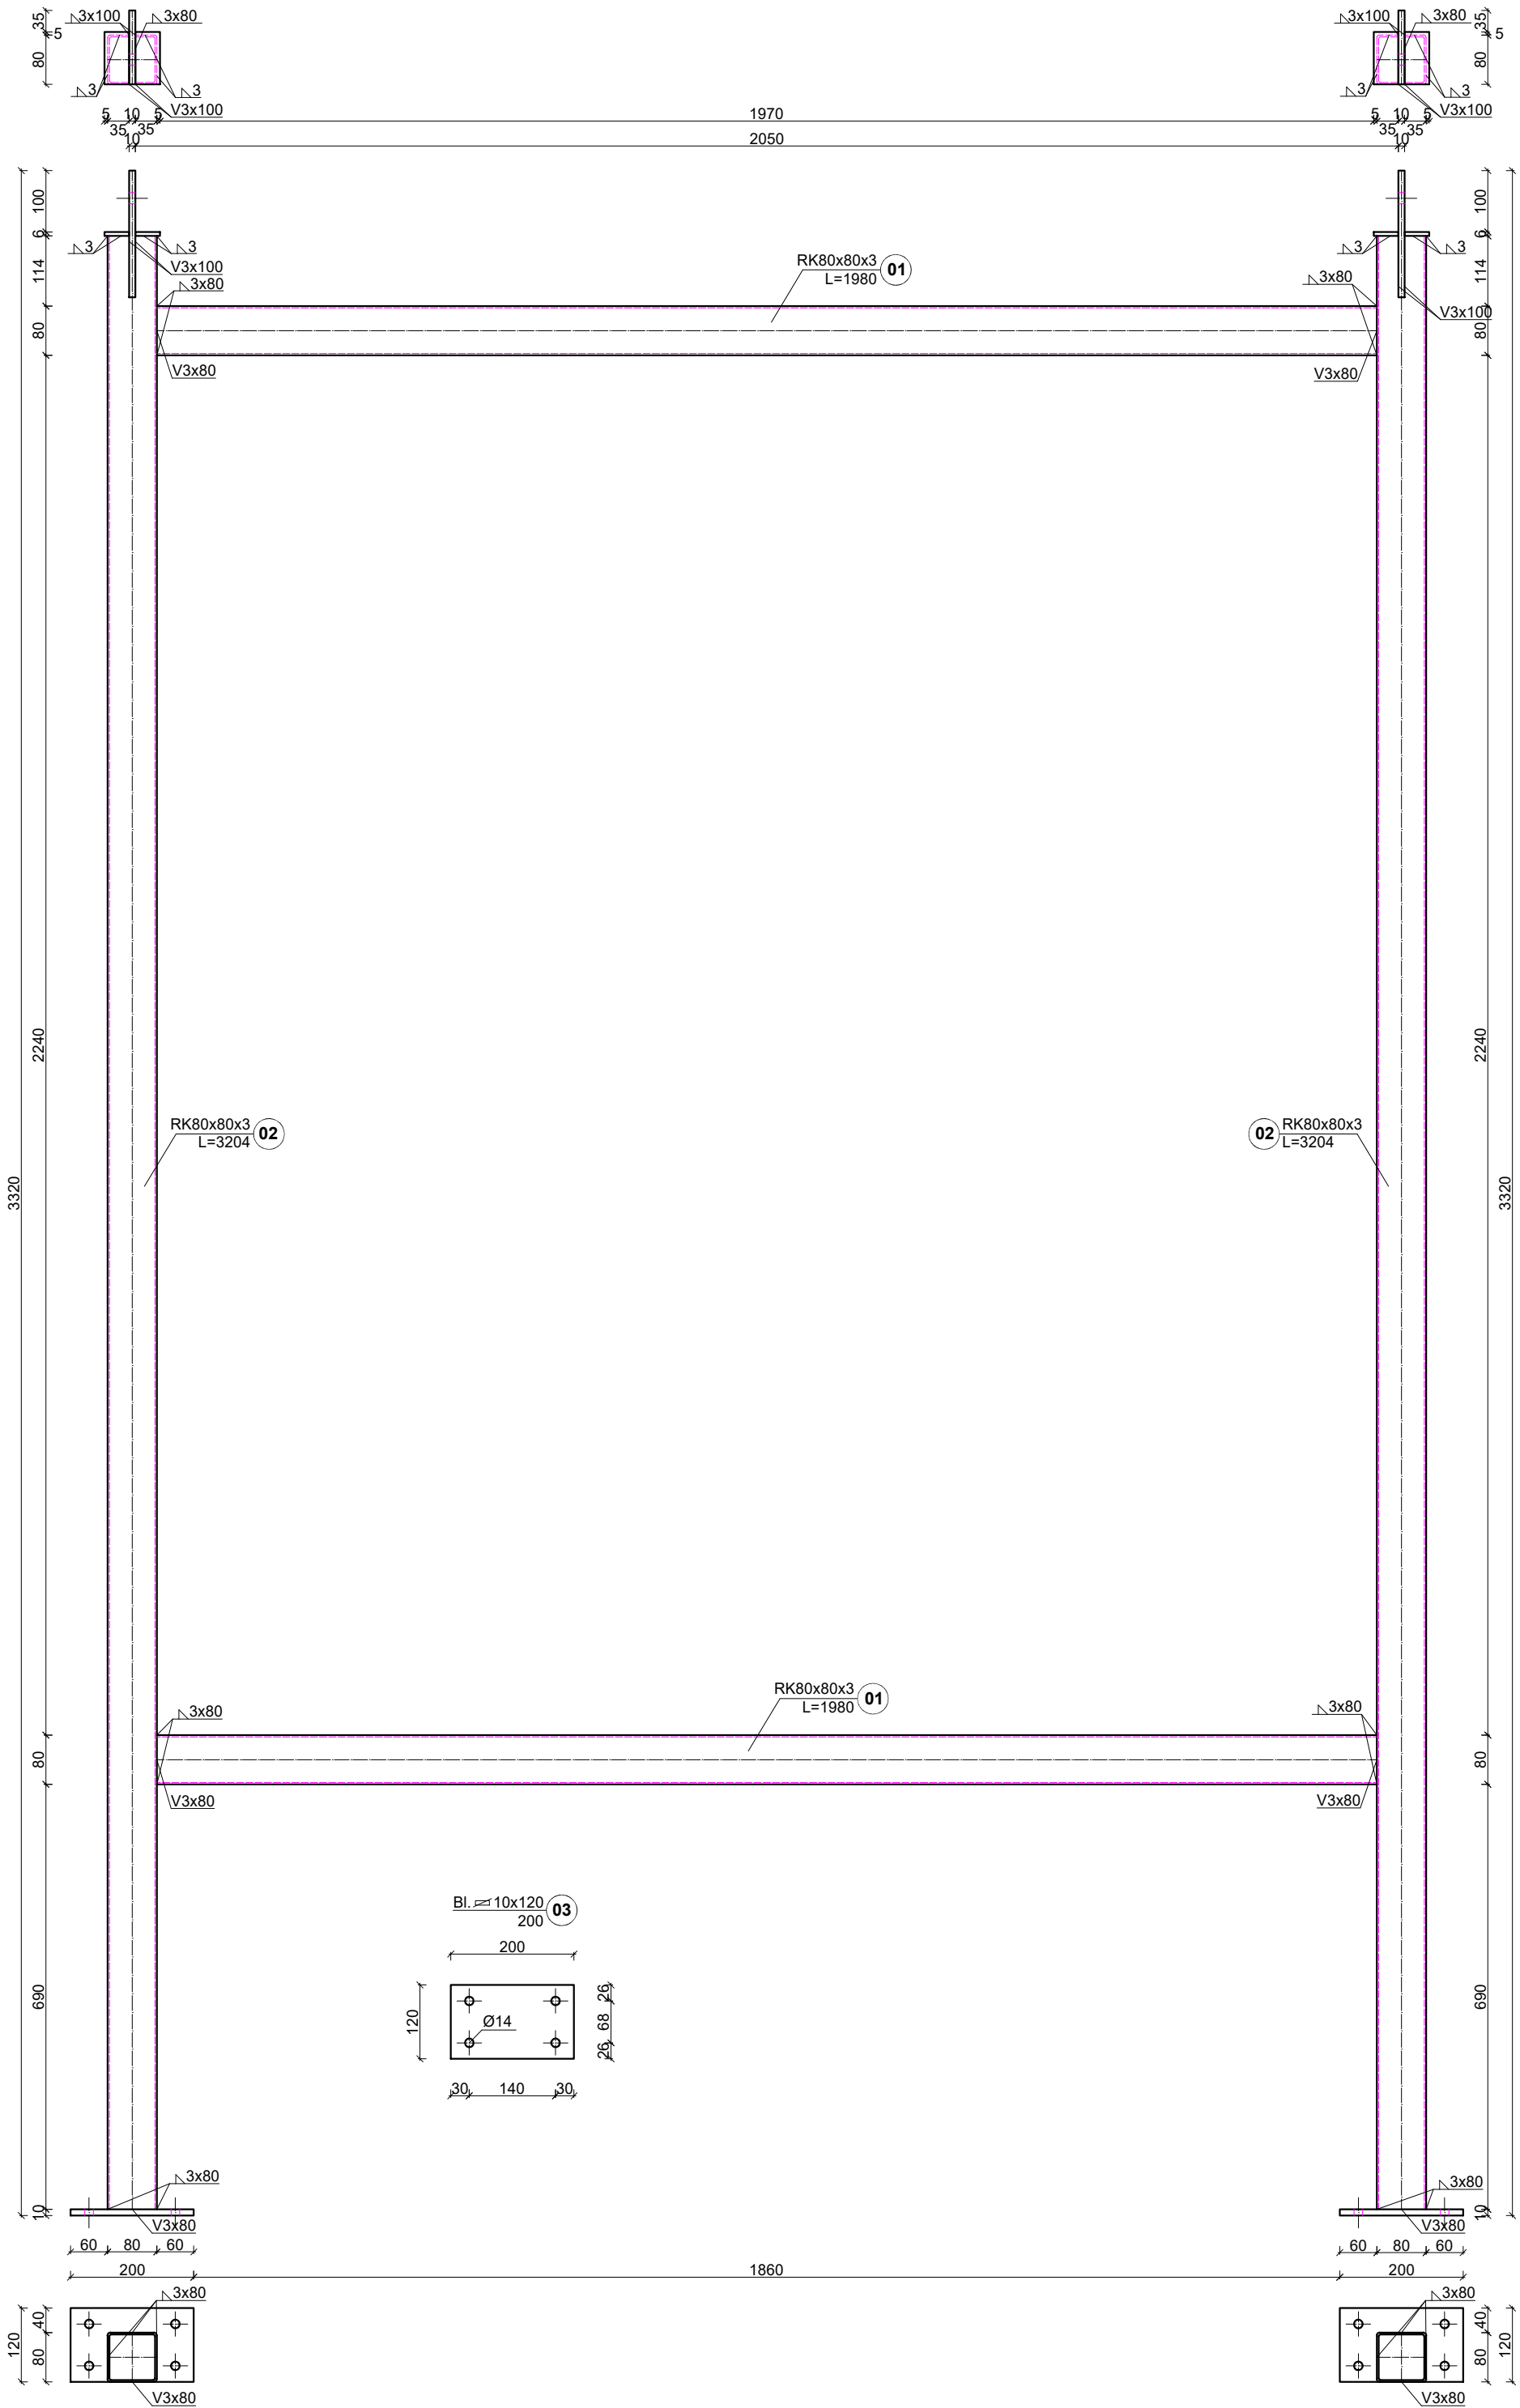 35
5
80
⊿3x100
⊿3x80
⊿3
⊿3
V3x100
5
10
5
35
35
10
1970
2050
⊿3x100
⊿3x80
35
5
80
⊿3
⊿3
V3x100
5
10
5
35
35
10
100
6
114
80
⊿3
⊿3
V3x100
⊿3x80
V3x80
RK80x80x3
L=1980
01
⊿3
⊿3
⊿3x80
V3x100
V3x80
100
6
114
80
2240
3320
RK80x80x3
L=3204
02
02
RK80x80x3
L=3204
2240
3320
RK80x80x3
L=1980
01
⊿3x80
V3x80
⊿3x80
V3x80
80
80
690
690
Bl. ▱ 10x120
200
03
200
120
Ø14
26
68
26
30
140
30
⊿3x80
V3x80
10
⊿3x80
V3x80
10
60
80
60
60
80
60
200
1860
200
⊿3x80
120
40
80
V3x80
⊿3x80
40
80
120
V3x80